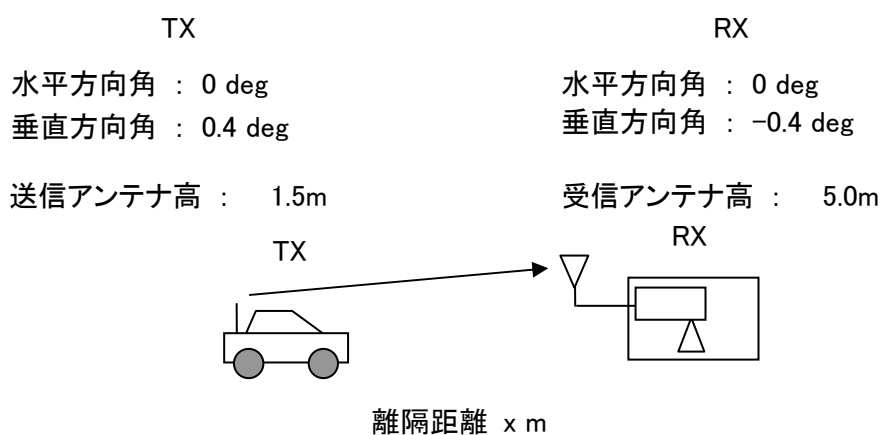 TX
RX
水平方向角 : 0 deg
水平方向角 : 0 deg
垂直方向角 : 0.4 deg
垂直方向角 : -0.4 deg
送信アンテナ高 : 1.5m
受信アンテナ高 : 5.0m
TX
RX
離隔距離 x m